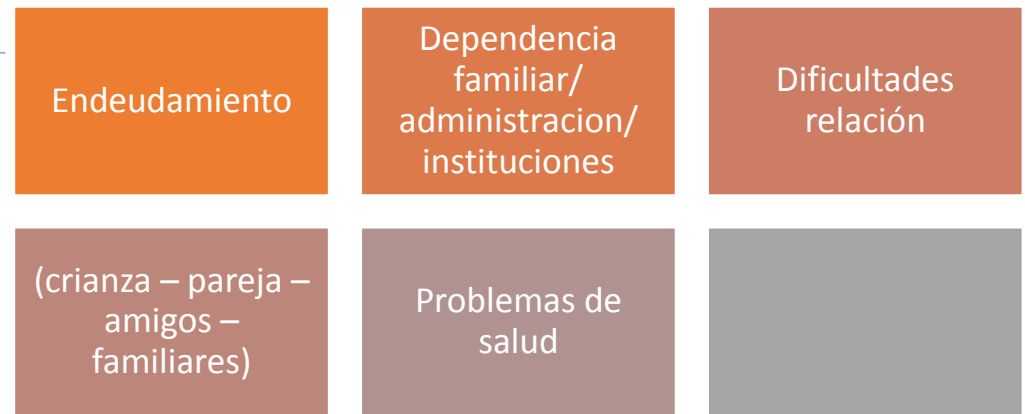 Endeudamiento
Dependencia
familiar/
administracion/
instituciones
Dificultades
relación
(crianza – pareja –
amigos –
familiares)
Problemas de
salud